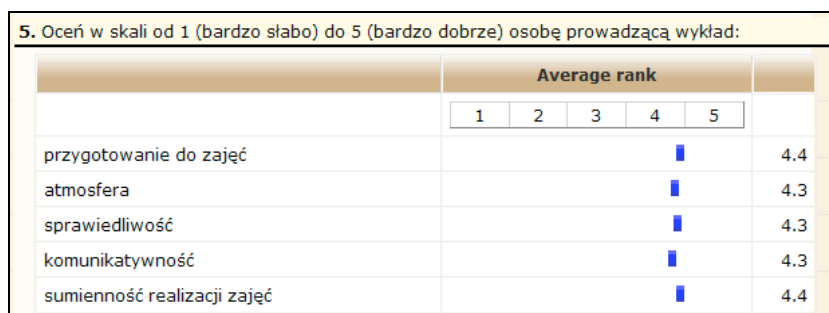 5. Oceń w skali od 1 (bardzo słabo) do 5 (bardzo dobrze) osobę prowadzącą wykład:
Average rank
1 2 3 4 5
przygotowanie do zajęć 4.4
atmosfera 4.3
sprawiedliwość 4.3
komunikatywność 4.3
sumienność realizacji zajęć 4.4